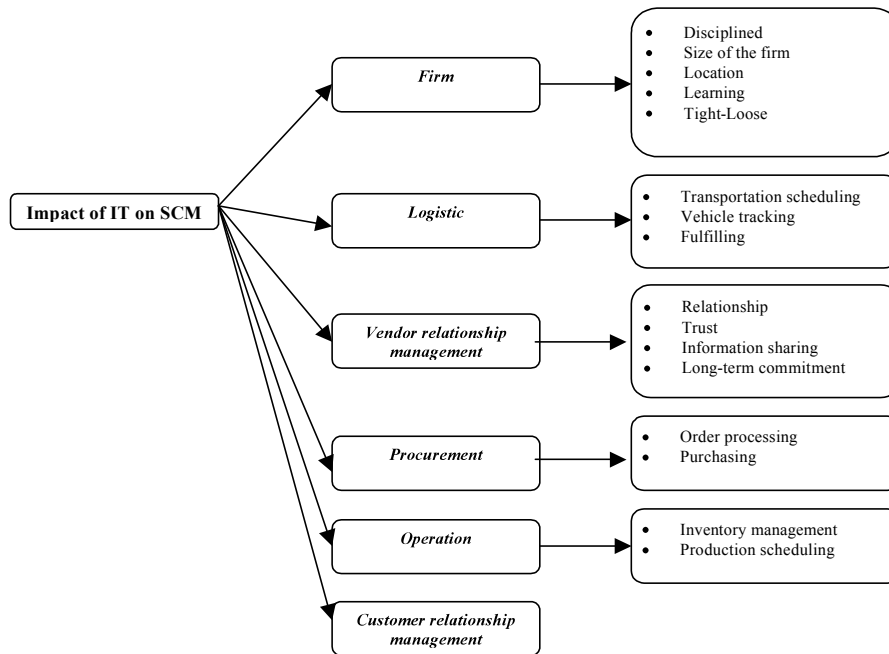 Impact of IT on SCM
Firm
Disciplined
Size of the firm
Location
Learning
Tight-Loose
Logistic
Transportation scheduling
Vehicle tracking
Fulfilling
Vendor relationship
management
Relationship
Trust
Information sharing
Long-term commitment
Procurement
Order processing
Purchasing
Operation
Inventory management
Production scheduling
Customer relationship
management